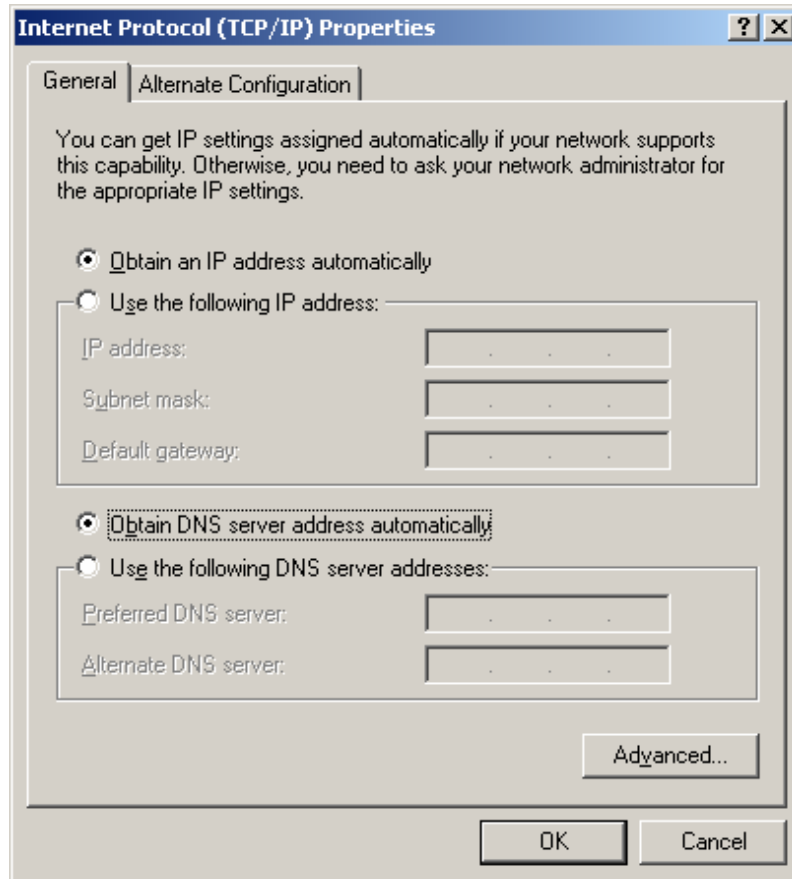 Internet Protocol (TCP/IP) Properties
General
Alternate Configuration
You can get IP settings assigned automatically if your network supports
this capability. Otherwise, you need to ask your network administrator for
the appropriate IP settings.
Obtain an IP address automatically
Use the following IP address:
IP address:
Subnet mask:
Default gateway:
Obtain DNS server address automatically
Use the following DNS server addresses:
Preferred DNS server:
Alternate DNS server:
Advanced...
OK
Cancel